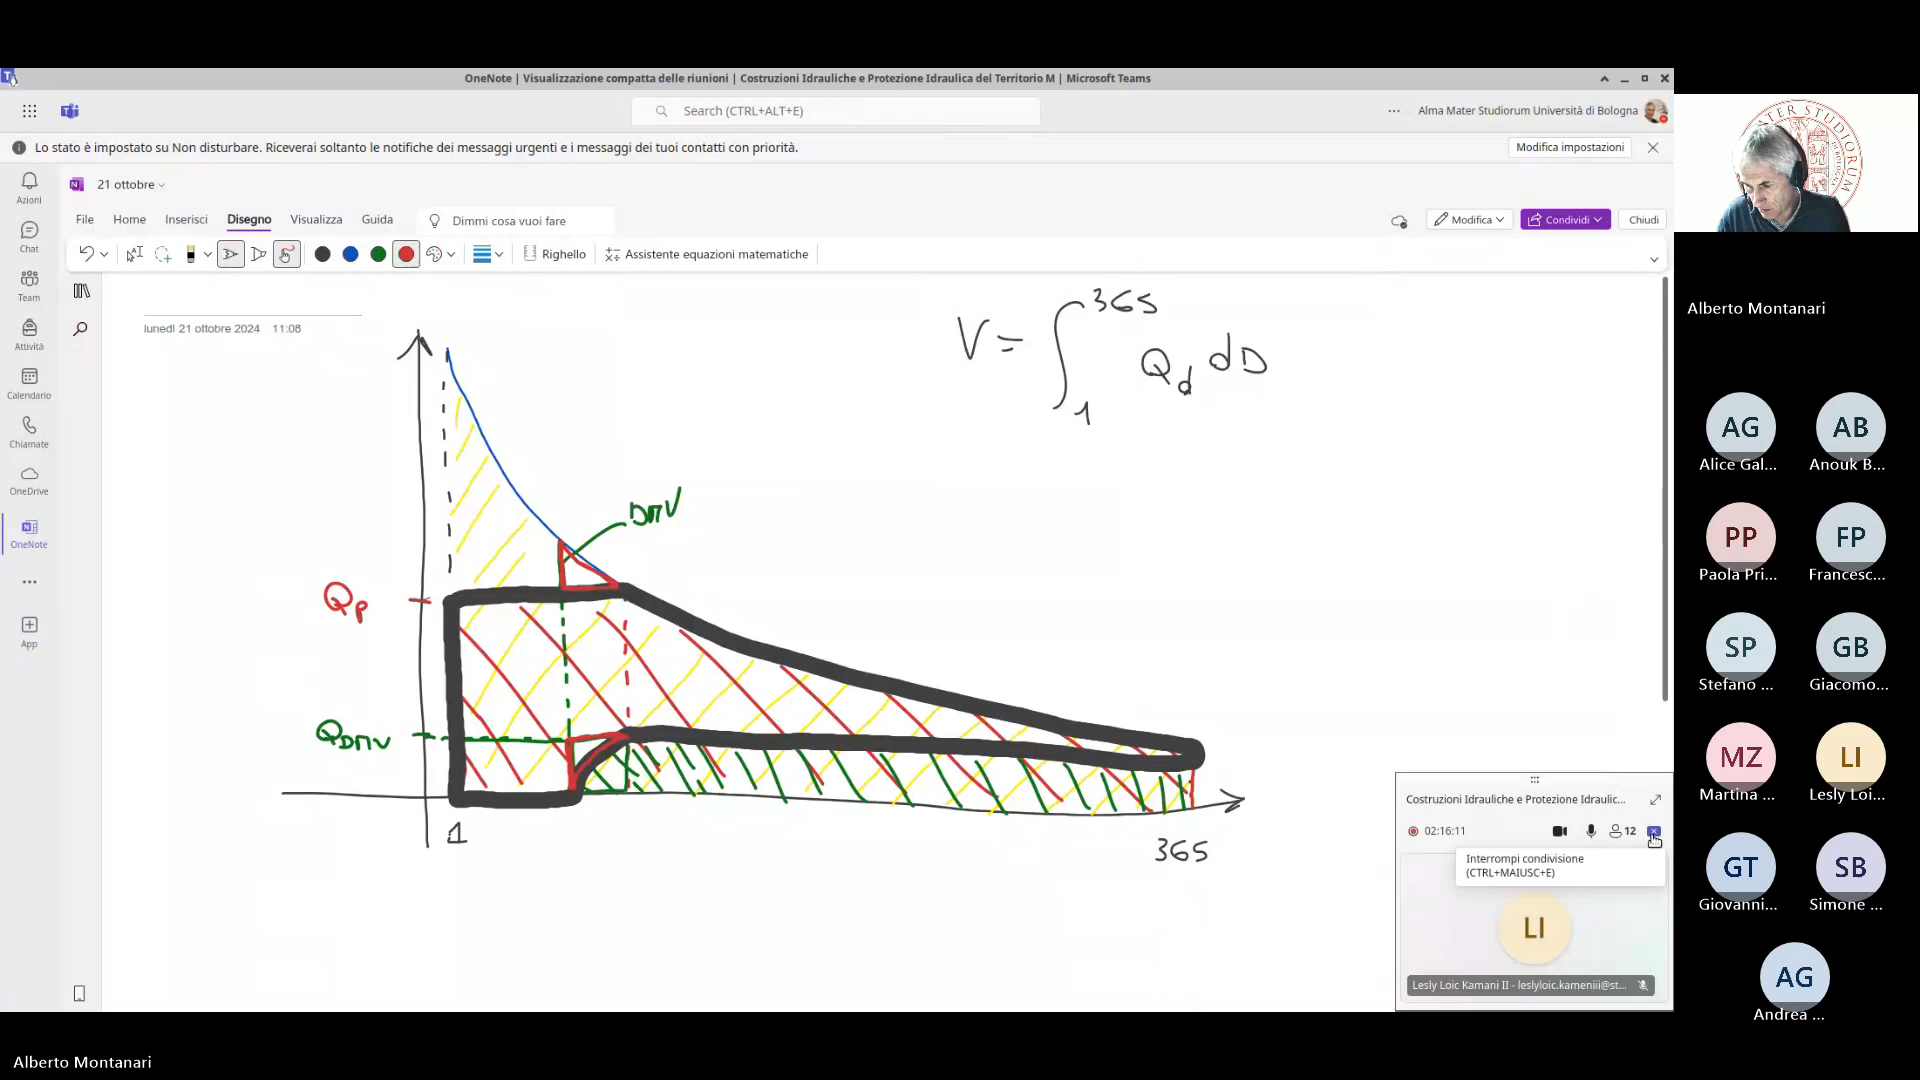 OneNote | Visualizzazione compatta delle riunioni | Costruzioni Idrauliche e Protezione Idraulica del Territorio M | Microsoft Teams
Search (CTRL+ALT+E)
Alma Mater Studiorum Università di Bologna
Lo stato è impostato su Non disturbare. Riceverai soltanto le notifiche dei messaggi urgenti e i messaggi dei tuoi contatti con priorità.
Modifica impostazioni
Azioni
Chat
Team
Attività
Calendario
Chiamate
OneDrive
OneNote
App
21 ottobre
File Home Inserisci Disegno Visualizza Guida
Dimmi cosa vuoi fare
Modifica
Condividi
Chiudi
Righello
Assistente equazioni matematiche
lunedì 21 ottobre 2024 11:08
V = ∫ 365 1 Qd dD
DMV
Qp
QDMV
1
365
Costruzioni Idrauliche e Protezione Idraulic...
02:16:11
12
Interrompi condivisione
(CTRL+MAIUSC+E)
LI
Lesly Loic Kamani II - leslyloic.kameniii@st...
Alberto Montanari
AG AB
Alice Gal... Anouk B...
PP FP
Paola Pri... Francesc...
SP GB
Stefano ... Giacomo...
MZ LI
Martina ... Lesly Loi...
GT SB
Giovanni... Simone ...
AG
Andrea ...
Alberto Montanari